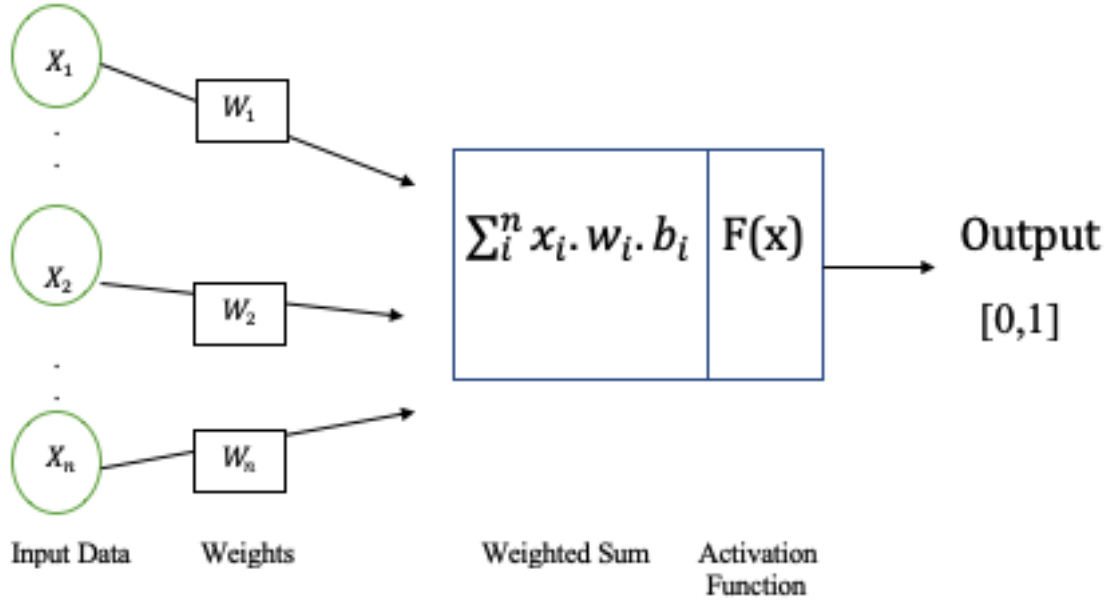 X₁
W₁
.
.
∑ᵢⁿ xᵢ. wᵢ. bᵢ F(x)
Output
X₂
W₂
[0,1]
.
.
Xₙ
Wₙ
Input Data
Weights
Weighted Sum
Activation
Function